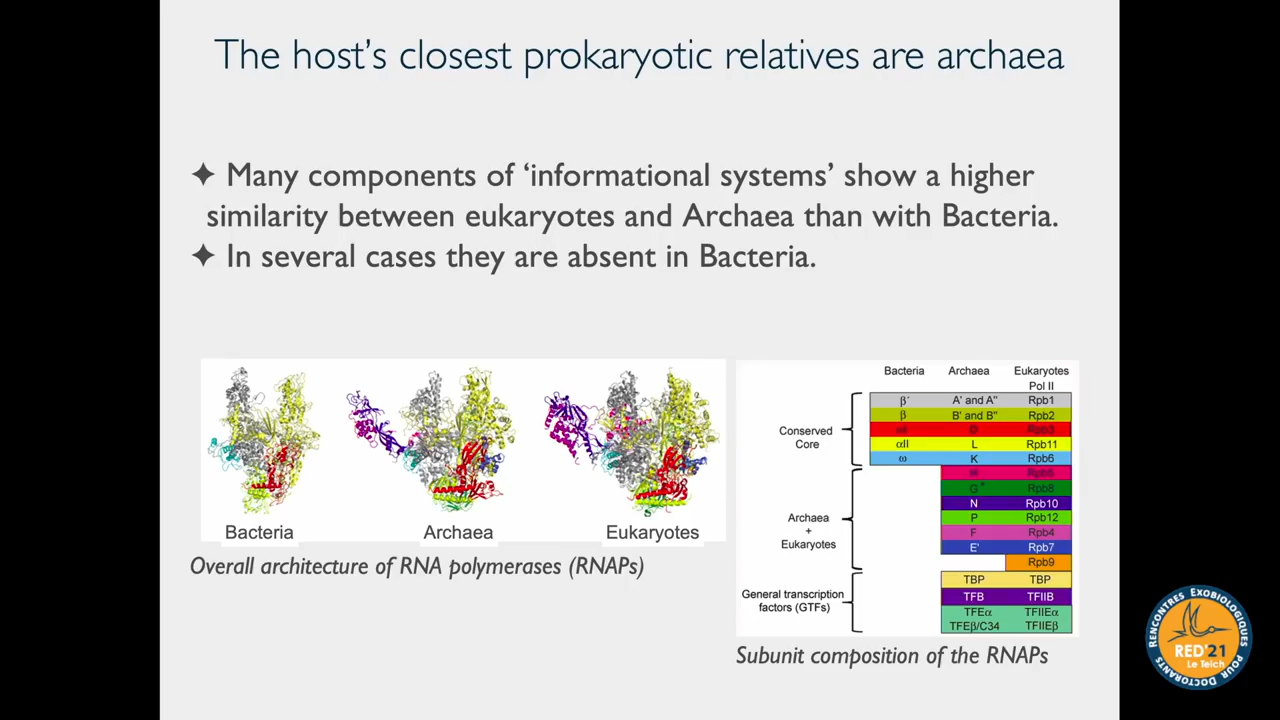 The host’s closest prokaryotic relatives are archaea
✦ Many components of ‘informational systems’ show a higher
similarity between eukaryotes and Archaea than with Bacteria.
✦ In several cases they are absent in Bacteria.
Bacteria Archaea Eukaryotes
Overall architecture of RNA polymerases (RNAPs)
Bacteria Archaea Eukaryotes
Pol II
Conserved
Core
β´ A' and A'' Rpb1
β B' and B'' Rpb2
D Rpb3
αII L Rpb11
ω K Rpb6
Archaea
+
Eukaryotes
H Rpb5
G* Rpb8
N Rpb10
P Rpb12
F Rpb4
E' Rpb7
Rpb9
General transcription
factors (GTFs)
TBP TBP
TFB TFIIB
TFEα TFIIEα
TFEβ/C34 TFIIEβ
Subunit composition of the RNAPs
RENCONTRES EXOBIOLOGIQUES
POUR DOCTORANTS
RED'21
Le Teich